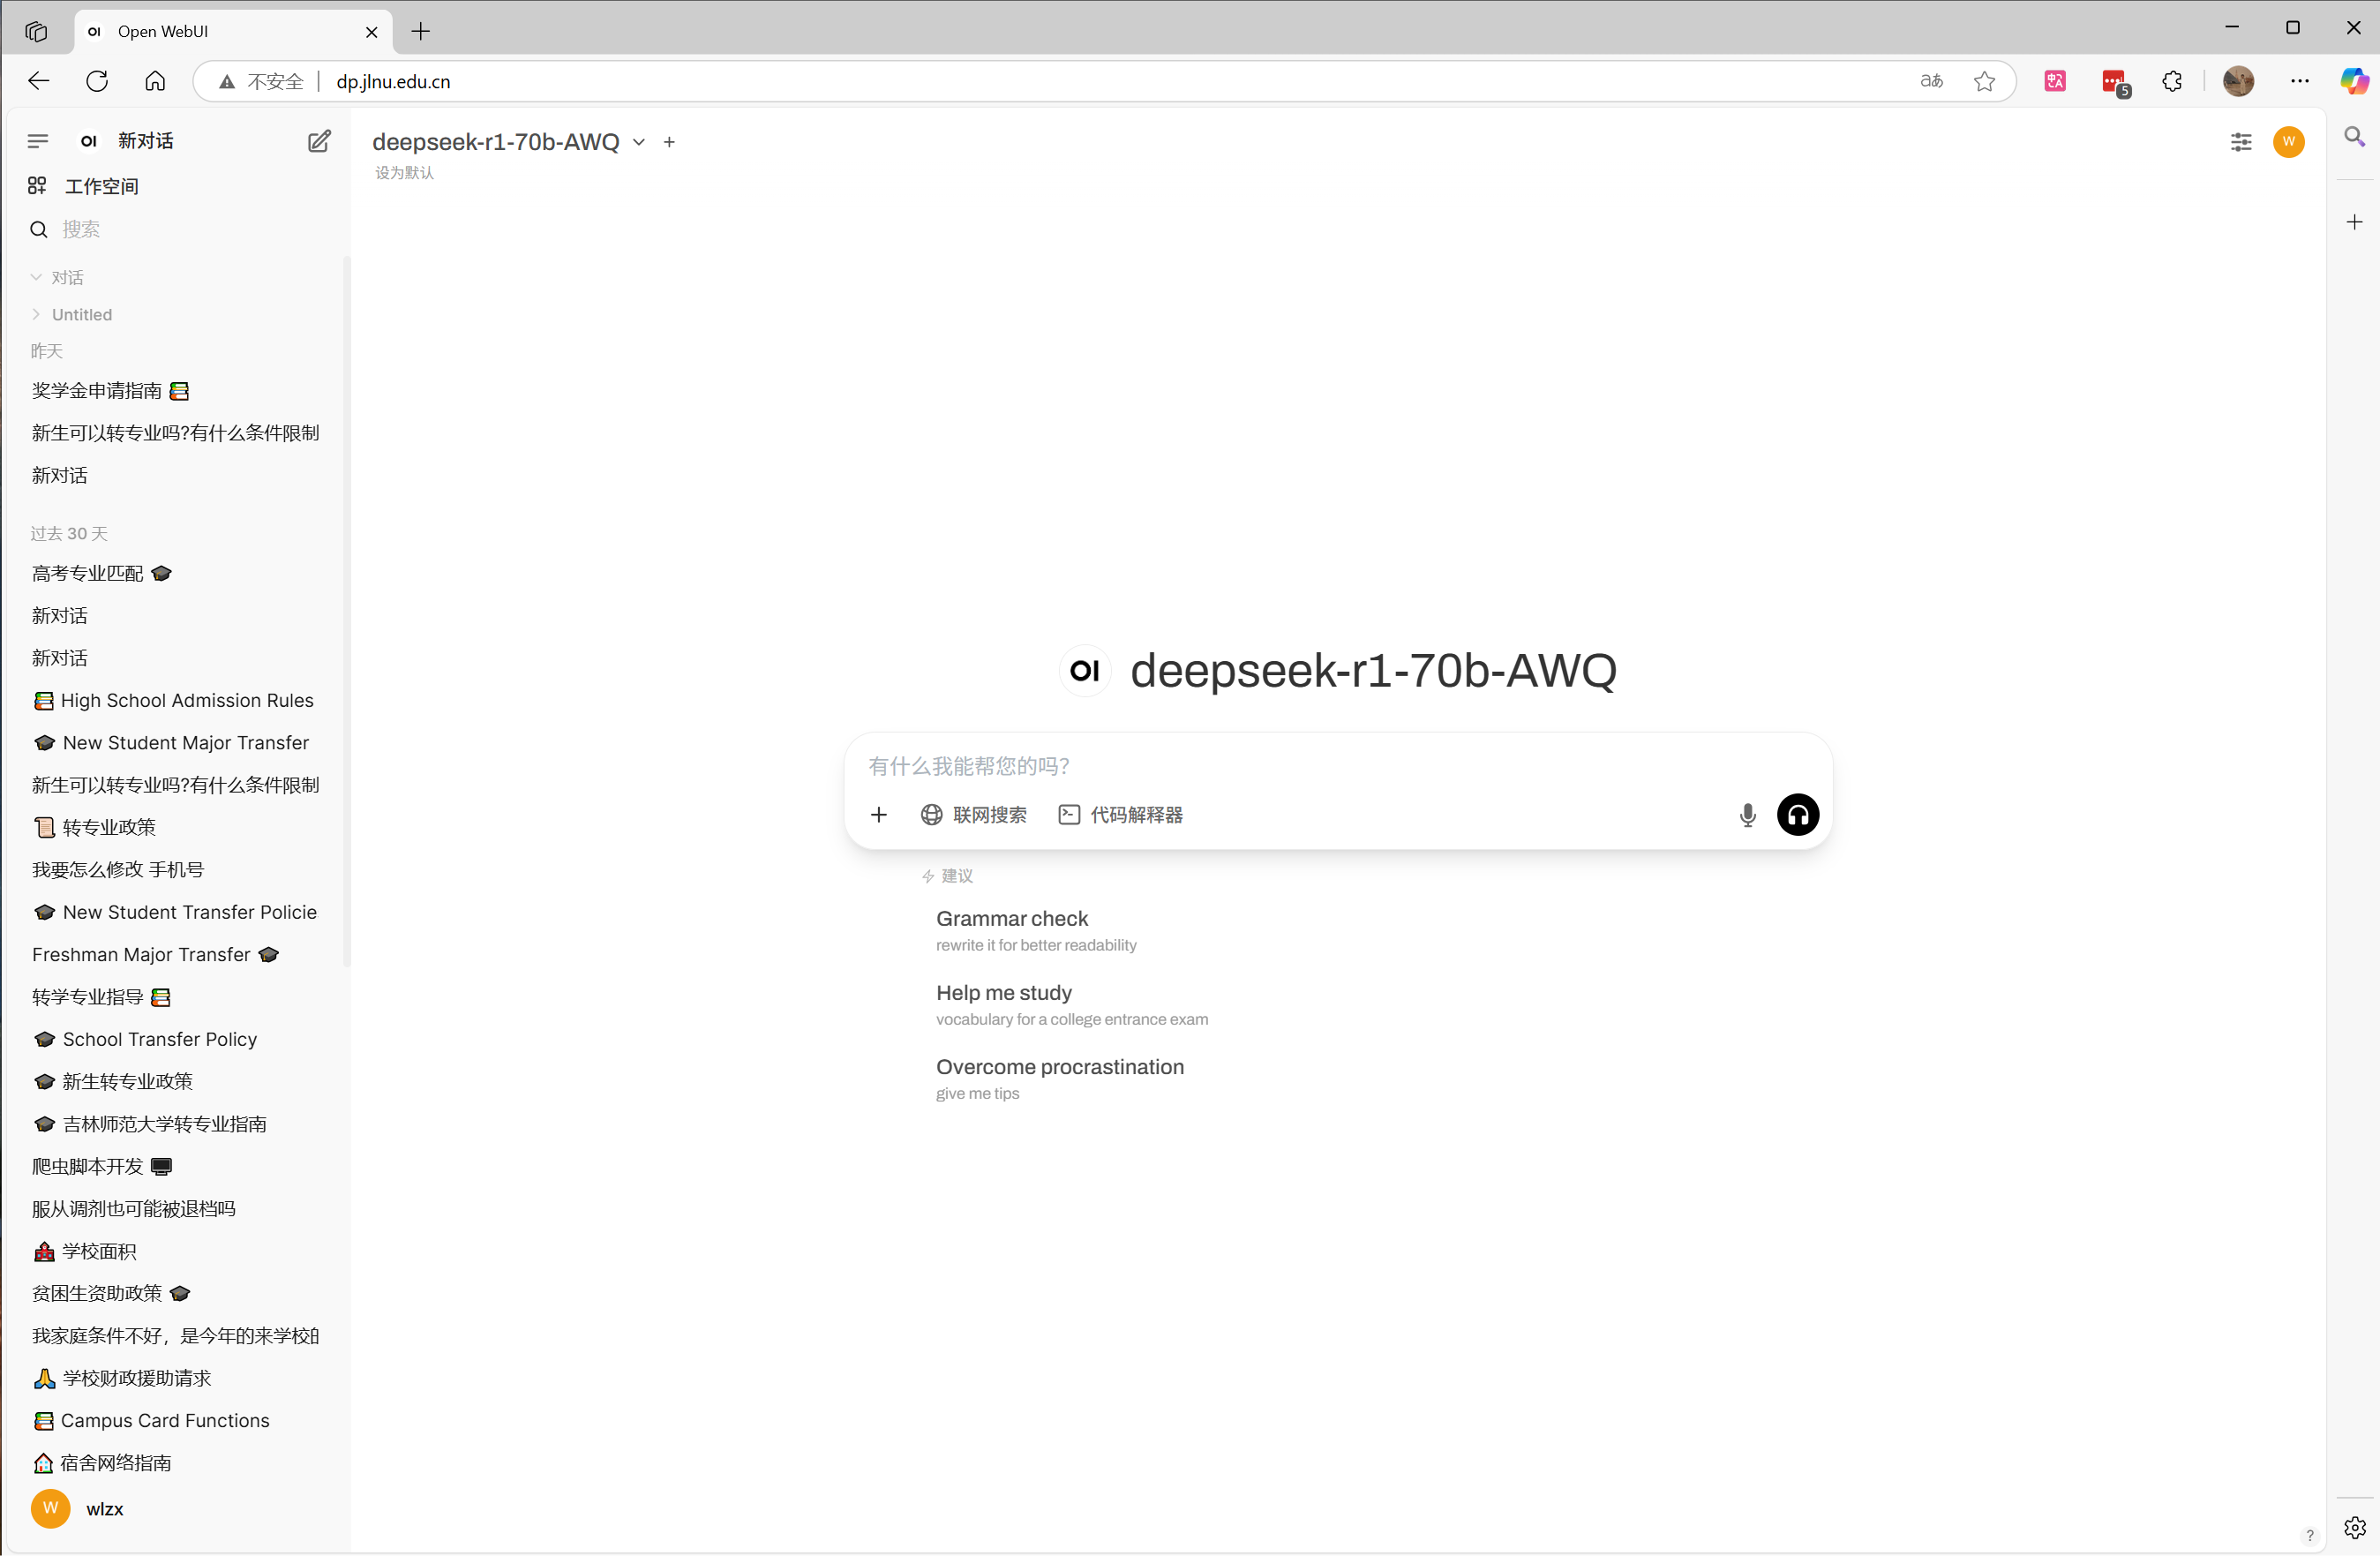 Open WebUI
不安全
dp.jlnu.edu.cn
aあ
5
OI 新对话
工作空间
搜索
对话
Untitled
昨天
奖学金申请指南
新生可以转专业吗?有什么条件限制
新对话
过去 30 天
高考专业匹配
新对话
新对话
High School Admission Rules
New Student Major Transfer
新生可以转专业吗?有什么条件限制
转专业政策
我要怎么修改 手机号
New Student Transfer Policie
Freshman Major Transfer
转学专业指导
School Transfer Policy
新生转专业政策
吉林师范大学转专业指南
爬虫脚本开发
服从调剂也可能被退档吗
学校面积
贫困生资助政策
我家庭条件不好，是今年的来学校的
学校财政援助请求
Campus Card Functions
宿舍网络指南
W wlzx
deepseek-r1-70b-AWQ
设为默认
W
OI deepseek-r1-70b-AWQ
有什么我能帮您的吗?
联网搜索 代码解释器
建议
Grammar check
rewrite it for better readability
Help me study
vocabulary for a college entrance exam
Overcome procrastination
give me tips
?